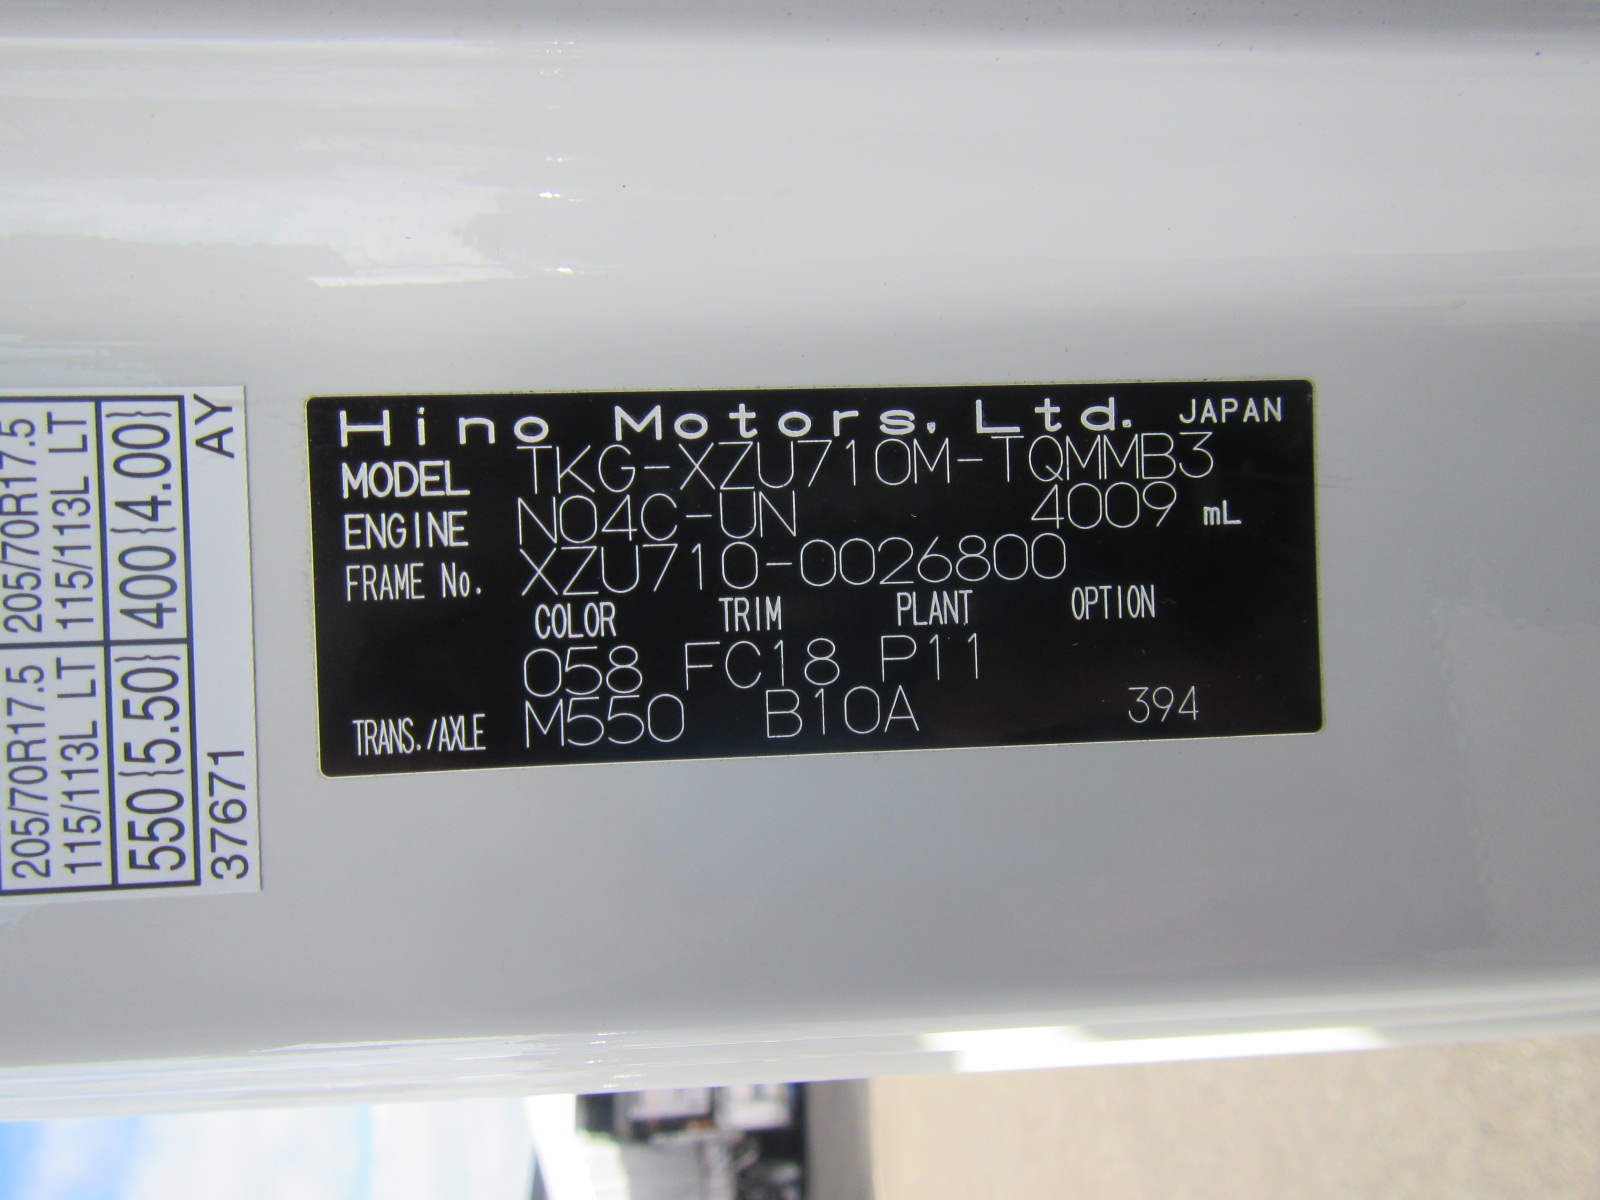 Hino Motors, Ltd. JAPAN
MODEL TKG-XZU710M-TQMMB3
ENGINE N04C-UN 4009 mL
FRAME No. XZU710-0026800
COLOR TRIM PLANT OPTION
058 FC18 P11
TRANS./AXLE M550 B10A 394
205/70R17.5 205/70R17.5
115/113L LT 115/113L LT
550{5.50} 400{4.00}
37671 AY